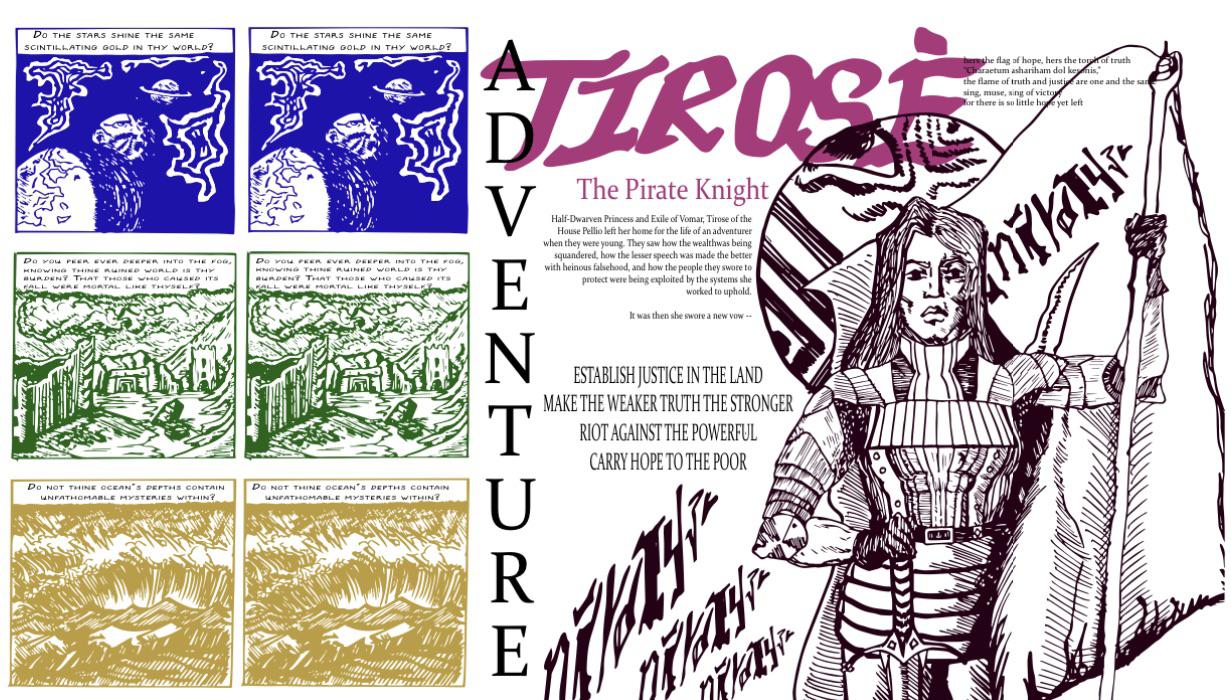 DO THE STARS SHINE THE SAME
SCINTILLATING GOLD IN THY WORLD?
DO THE STARS SHINE THE SAME
SCINTILLATING GOLD IN THY WORLD?
DO YOU PEER EVER DEEPER INTO THE FOG,
KNOWING THINE RUINED WORLD IS THY
BURDEN? THAT THOSE WHO CAUSED ITS
FALL WERE MORTAL LIKE THYSELF?
DO YOU PEER EVER DEEPER INTO THE FOG,
KNOWING THINE RUINED WORLD IS THY
BURDEN? THAT THOSE WHO CAUSED ITS
FALL WERE MORTAL LIKE THYSELF?
DO NOT THINE OCEAN'S DEPTHS CONTAIN
UNFATHOMABLE MYSTERIES WITHIN?
DO NOT THINE OCEAN'S DEPTHS CONTAIN
UNFATHOMABLE MYSTERIES WITHIN?
ADVENTURE
TIROSĖ
hers the flag of hope, hers the torch of truth
"Charaetum ashariham dol kesmis,"
the flame of truth and justice are one and the same
sing, muse, sing of victory
for there is so little hope yet left
The Pirate Knight
Half-Dwarven Princess and Exile of Vomar, Tirose of the
House Pellio left her home for the life of an adventurer
when they were young. They saw how the wealthwas being
squandered, how the lesser speech was made the better
with heinous falsehood, and how the people they swore to
protect were being exploited by the systems she
worked to uphold.
It was then she swore a new vow --
ESTABLISH JUSTICE IN THE LAND
MAKE THE WEAKER TRUTH THE STRONGER
RIOT AGAINST THE POWERFUL
CARRY HOPE TO THE POOR